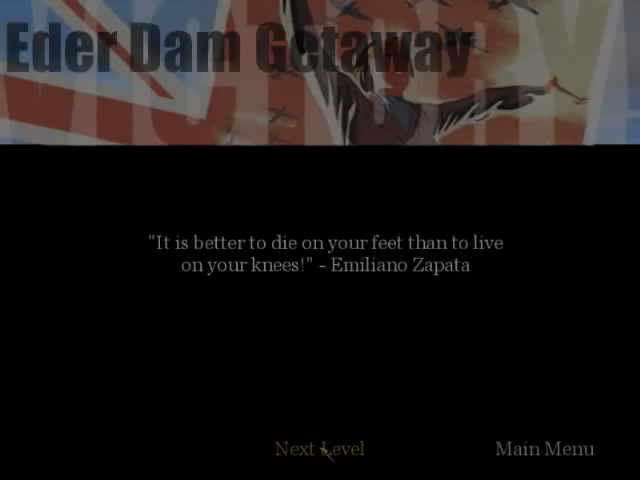 Eder Dam Getaway
"It is better to die on your feet than to live
on your knees!" - Emiliano Zapata
Next Level
Main Menu